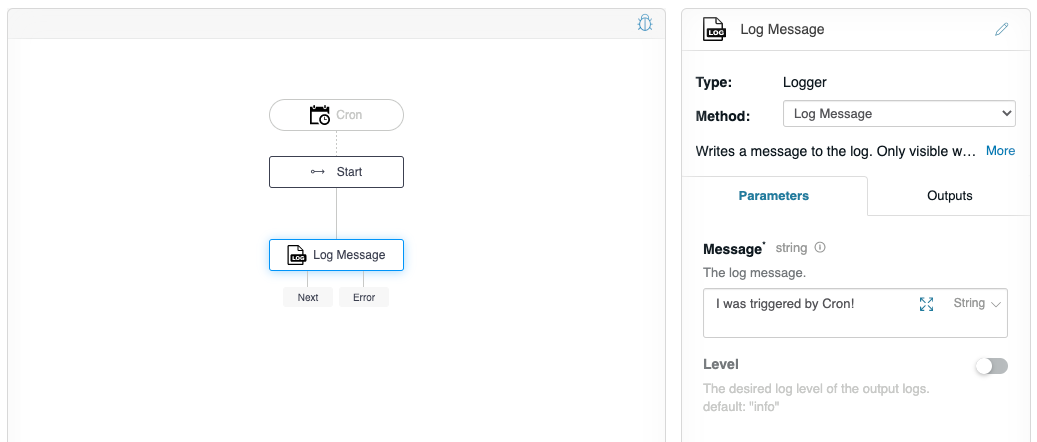 Cron
Start
LOG Log Message
Next Error
LOG Log Message
Type: Logger
Method: Log Message
Writes a message to the log. Only visible w... More
Parameters Outputs
Message* string
The log message.
I was triggered by Cron! String
Level
The desired log level of the output logs.
default: "info"